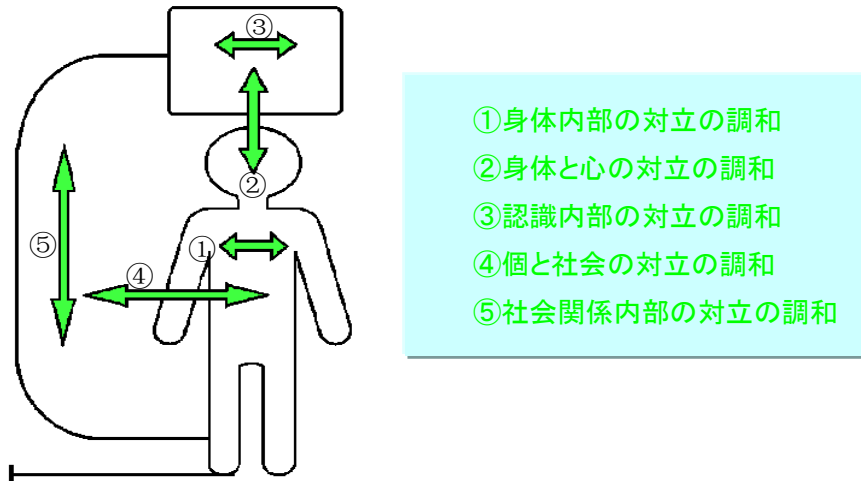 ③
②
①
④
⑤
①身体内部の対立の調和
②身体と心の対立の調和
③認識内部の対立の調和
④個と社会の対立の調和
⑤社会関係内部の対立の調和